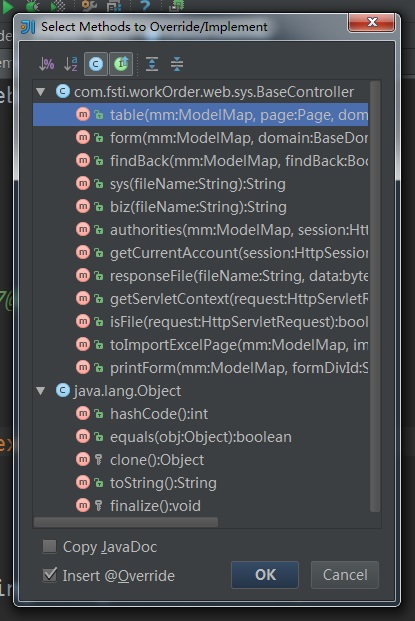 Select Methods to Override/Implement
com.fsti.workOrder.web.sys.BaseController
table(mm:ModelMap, page:Page, dom
form(mm:ModelMap, domain:BaseDom
findBack(mm:ModelMap, findBack:Boo
sys(fileName:String):String
biz(fileName:String):String
authorities(mm:ModelMap, session:Htt
getCurrentAccount(session:HttpSession
responseFile(fileName:String, data:byte
getServletContext(request:HttpServletR
isFile(request:HttpServletRequest):bool
toImportExcelPage(mm:ModelMap, im
printForm(mm:ModelMap, formDivId:S
java.lang.Object
hashCode():int
equals(obj:Object):boolean
clone():Object
toString():String
finalize():void
Copy JavaDoc
Insert @Override
OK
Cancel